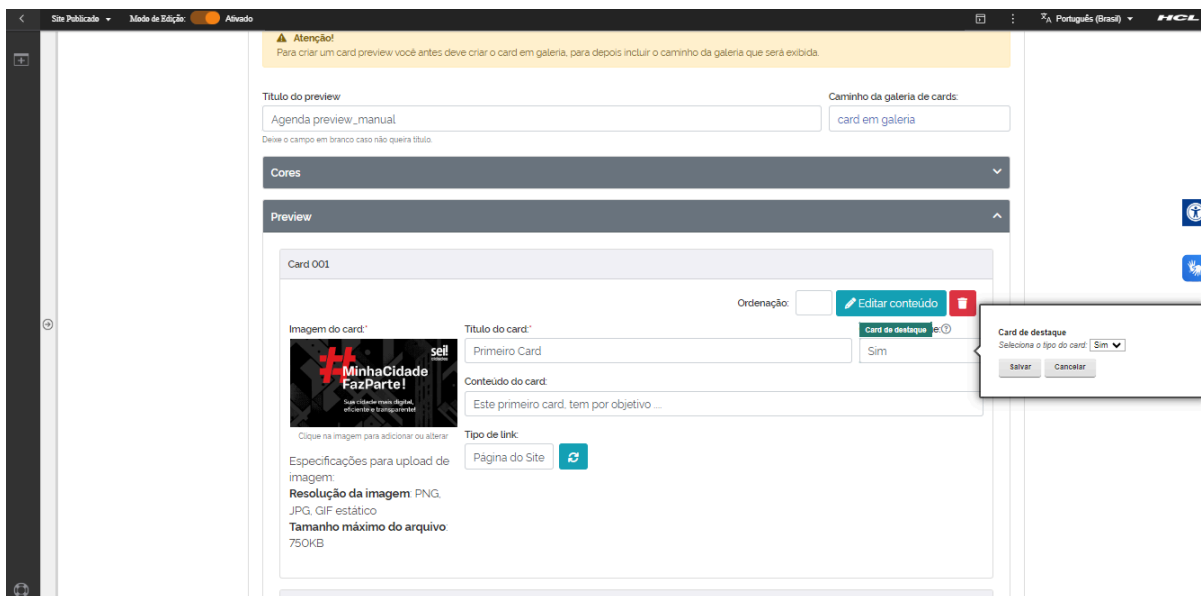 Site Publicado
Modo de Edição:
Ativado
Português (Brasil)
HCL
Atenção!
Para criar um card preview você antes deve criar o card em galeria, para depois incluir o caminho da galeria que será exibida.
Título do preview
Caminho da galeria de cards:
Agenda preview_manual
card em galeria
Deixe o campo em branco caso não queira título.
Cores
Preview
Card 001
Ordenação:
Editar conteúdo
Imagem do card:*
Título do card:*
Card de destaque
e:
Primeiro Card
Sim
Card de destaque
Seleciona o tipo do card: Sim
Salvar Cancelar
sei!
#MinhaCidade
FazParte!
Sua cidade mais digital,
eficiente e transparente!
Conteúdo do card:
Este primeiro card, tem por objetivo ...
Clique na imagem para adicionar ou alterar
Tipo de link:
Página do Site
Especificações para upload de
imagem:
Resolução da imagem: PNG,
JPG, GIF estático
Tamanho máximo do arquivo:
750KB